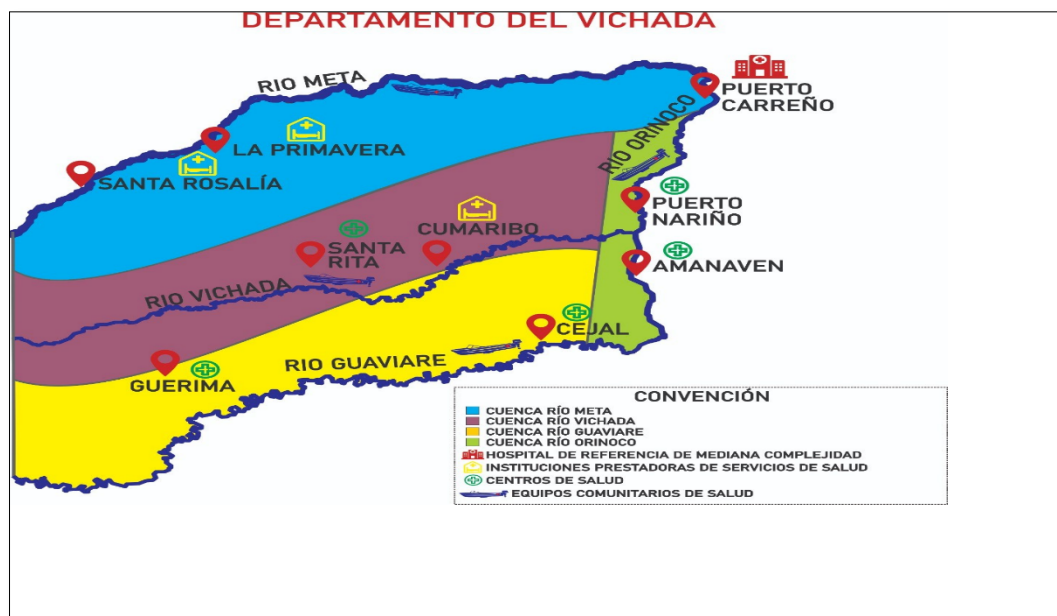 DEPARTAMENTO DEL VICHADA
RIO META
PUERTO
CARREÑO
RIO ORINOCO
LA PRIMAVERA
SANTA ROSALÍA
PUERTO
NARIÑO
CUMARIBO
SANTA
RITA
AMANAVEN
RIO VICHADA
CEJAL
RIO GUAVIARE
GUERIMA
CONVENCIÓN
CUENCA RÍO META
CUENCA RÍO VICHADA
CUENCA RÍO GUAVIARE
CUENCA RÍO ORINOCO
HOSPITAL DE REFERENCIA DE MEDIANA COMPLEJIDAD
INSTITUCIONES PRESTADORAS DE SERVICIOS DE SALUD
CENTROS DE SALUD
EQUIPOS COMUNITARIOS DE SALUD